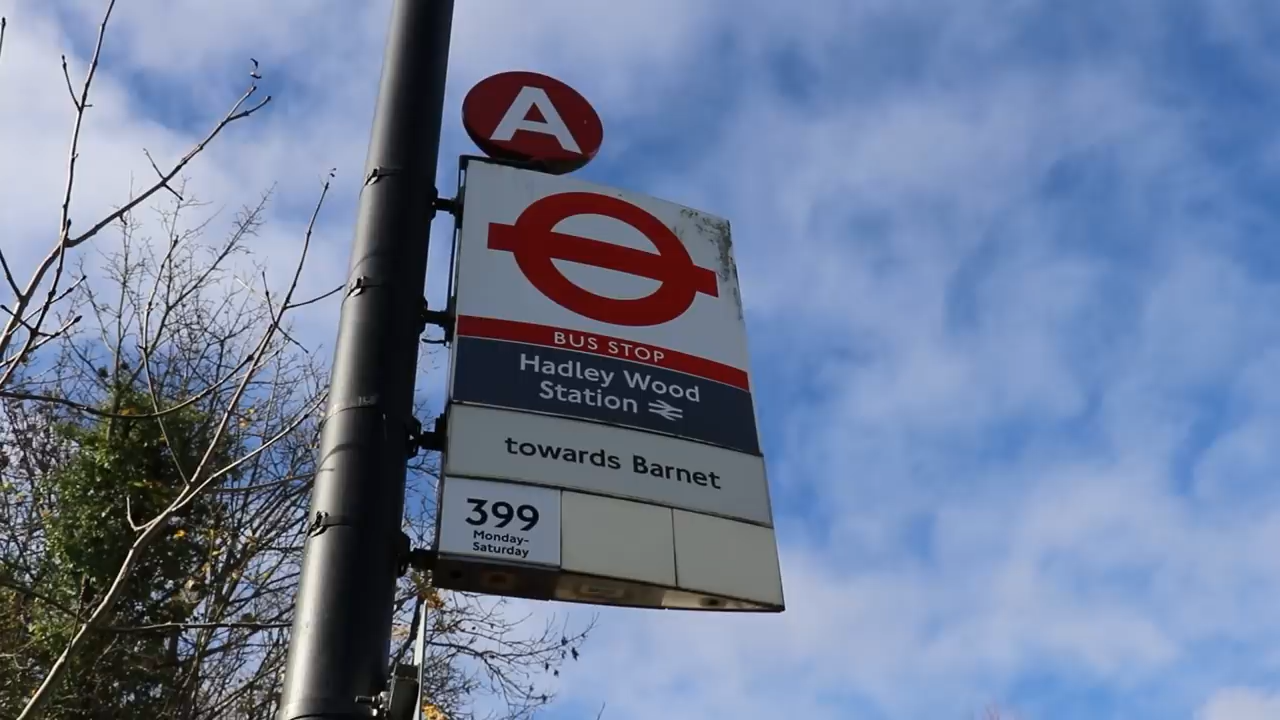 A
BUS STOP
Hadley Wood
Station
towards Barnet
399
Monday-
Saturday